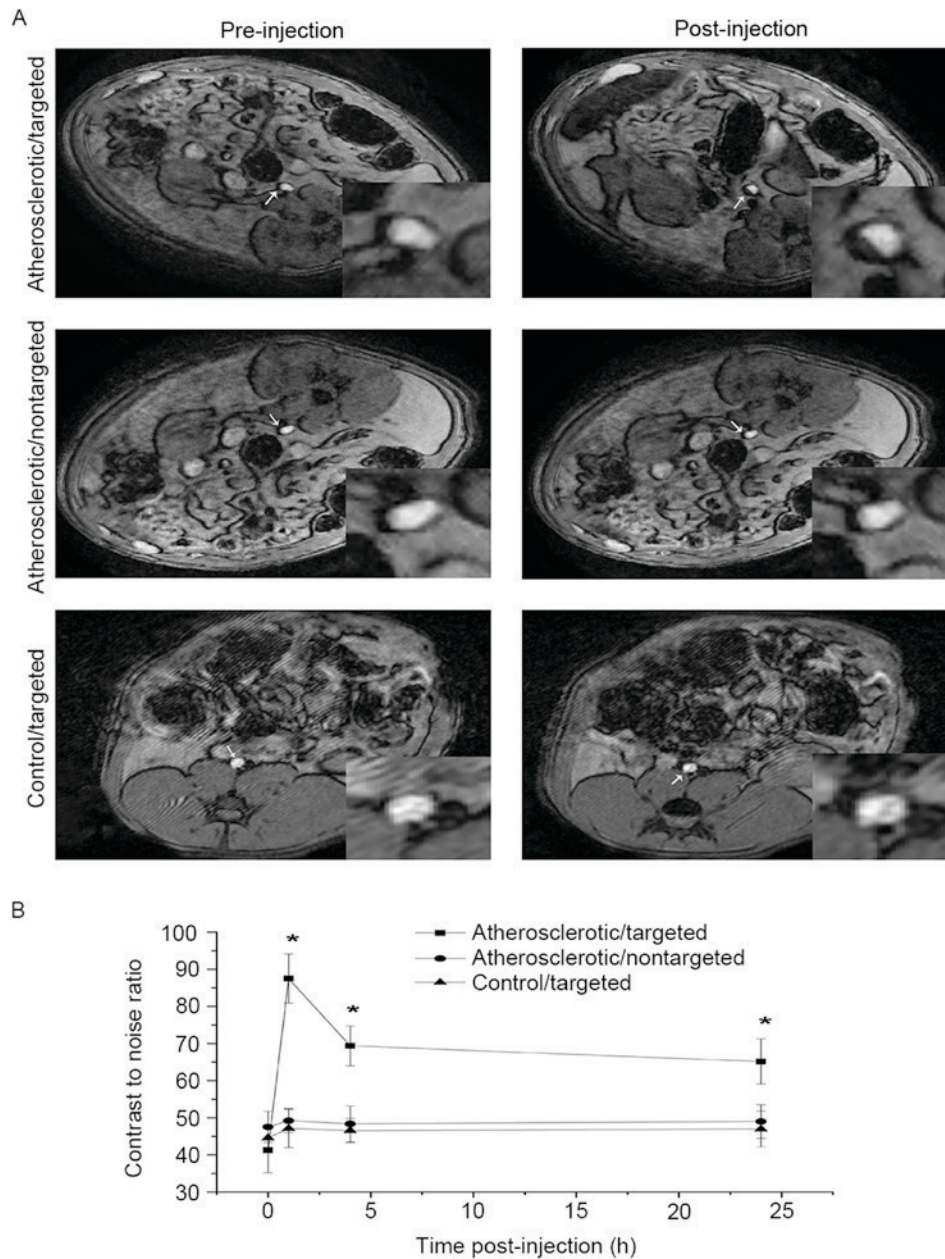 A
Pre-injection
Post-injection
Atherosclerotic/targeted
Atherosclerotic/nontargeted
Control/targeted
B
Contrast to noise ratio
100
90
80
70
60
50
40
30
*
*
*
Atherosclerotic/targeted
Atherosclerotic/nontargeted
Control/targeted
0 5 10 15 20 25
Time post-injection (h)